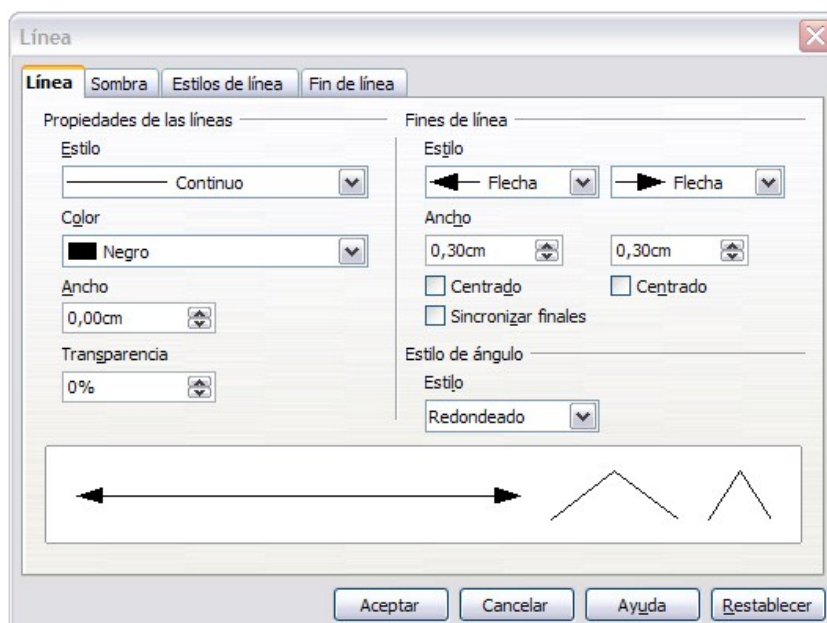 Línea
Línea Sombra Estilos de línea Fin de línea
Propiedades de las líneas
Estilo
Continuo
Color
Negro
Ancho
0,00cm
Transparencia
0%
Fines de línea
Estilo
Flecha Flecha
Ancho
0,30cm 0,30cm
Centrado Centrado
Sincronizar finales
Estilo de ángulo
Estilo
Redondeado
Aceptar Cancelar Ayuda Restablecer